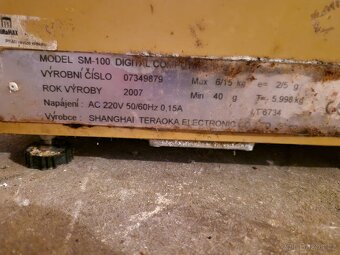 MODEL SM-100 DIGITAL
VÝROBNÍ ČÍSLO 07349879 Max 6/15 kg e= 2/5 g
ROK VÝROBY 2007 Min 40 g T= 5.998 kg
Napájení : AC 220V 50/60Hz 0,15A LT6734
Výrobce : SHANGHAI TERAOKA ELECTRONIC